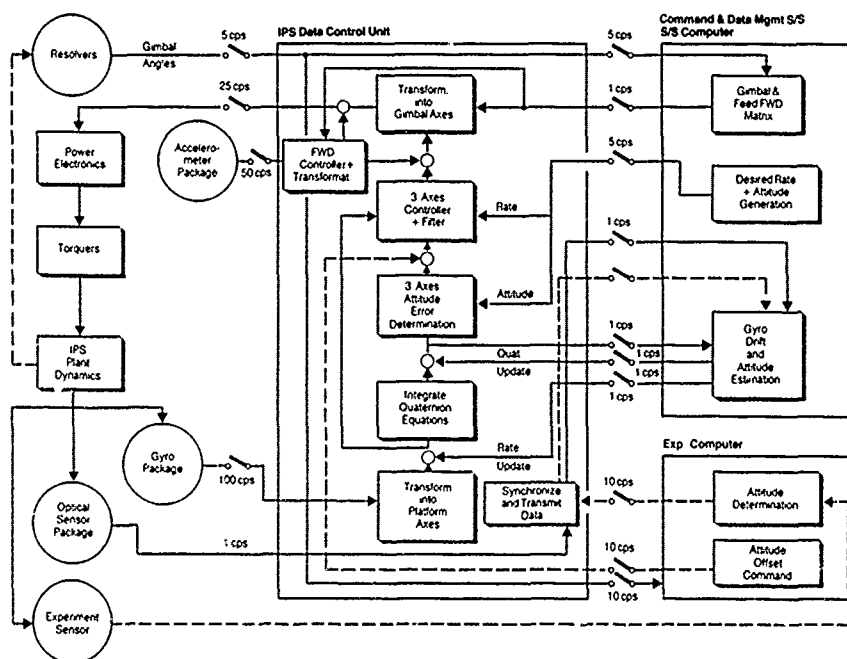 IPS Data Control Unit
Command & Data Mgmt S/S
S/S Computer
Resolvers
Gimbal
Angles
5 cps
5 cps
Transform.
into
Gimbal Axes
25 cps
1 cps
Gimbal &
Feed FWD
Matrix
Power
Electronics
Accelero-
meter
Package
50 cps
FWD
Controller +
Transformat
5 cps
Desired Rate
+ Attitude
Generation
3 Axes
Controller
+ Filter
Rate
Torquers
1 cps
3 Axes
Attitude
Error
Determination
Attitude
IPS
Plant
Dynamics
1 cps
Quat
Update
1 cps
1 cps
1 cps
Gyro
Drift
and
Attitude
Estimation
Integrate
Quaternion
Equations
Gyro
Package
100 cps
Rate
Update
Exp Computer
Transform
into
Platform
Axes
Synchronize
and Transmit
Data
10 cps
Attitude
Determination
Optical
Sensor
Package
1 cps
10 cps
10 cps
Attitude
Offset
Command
Experiment
Sensor